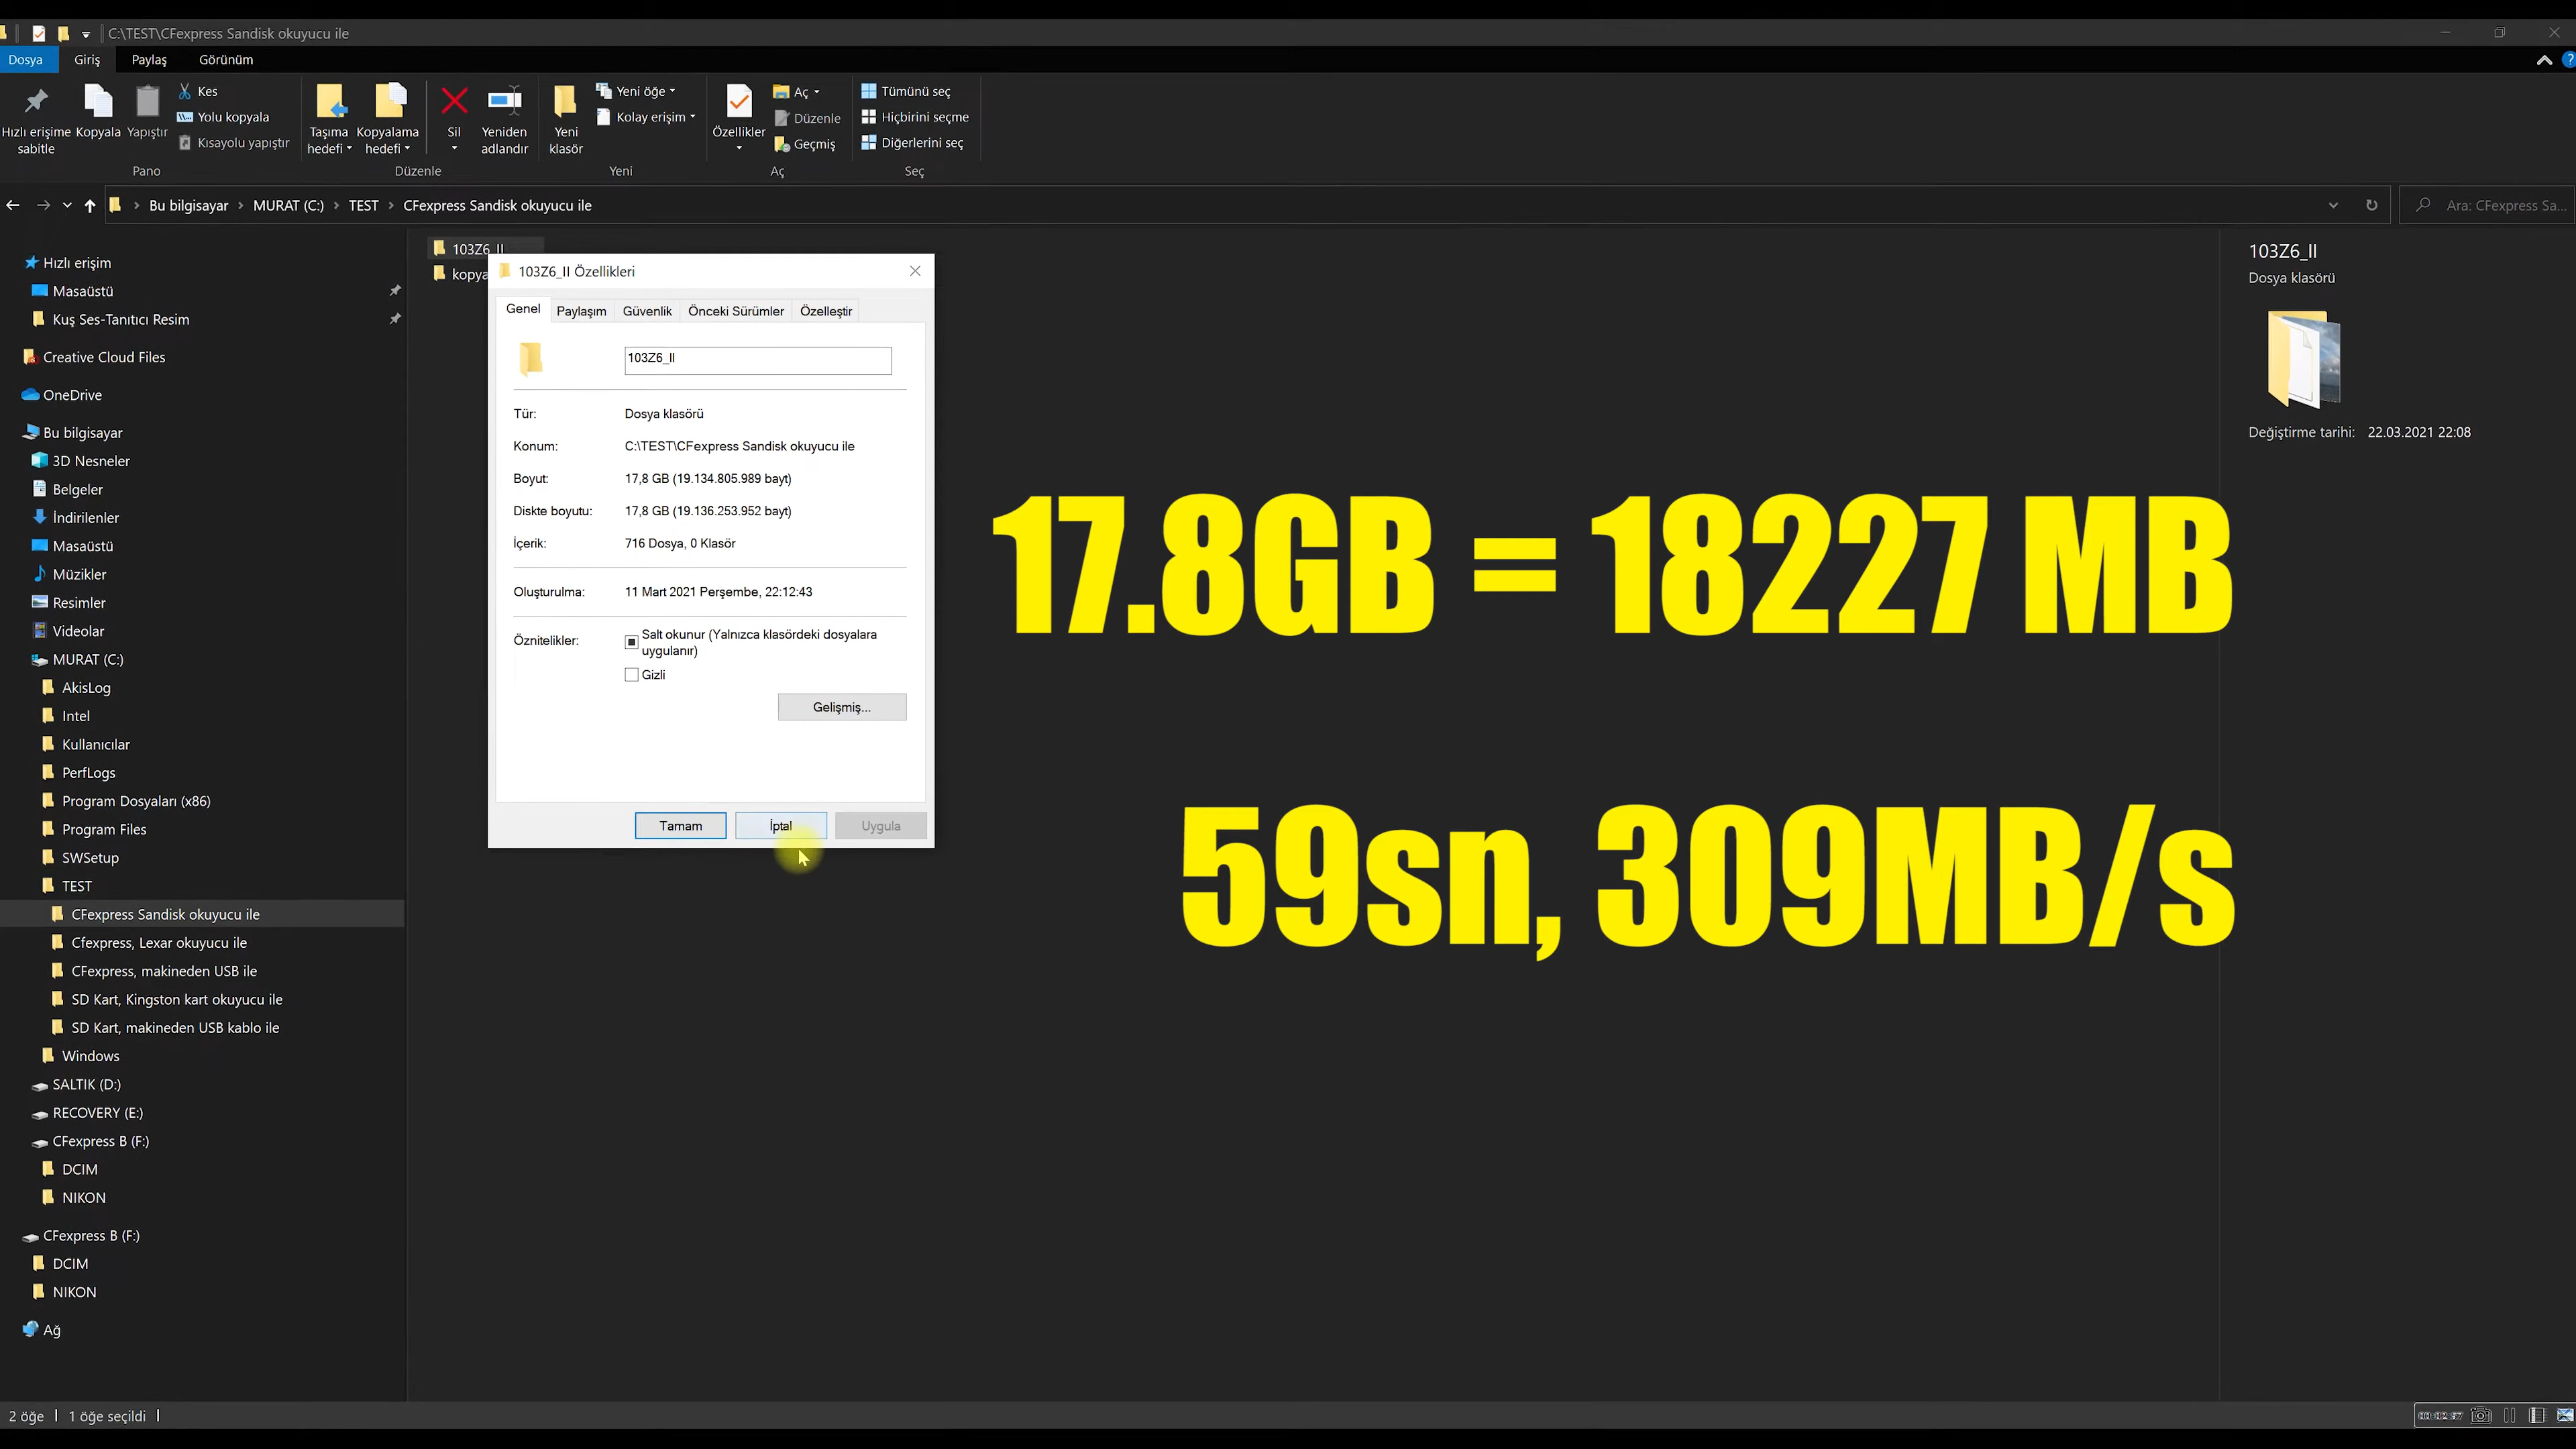 C:\TEST\CFexpress Sandisk okuyucu ile
Dosya
Giriş
Paylaş
Görünüm
Hızlı erişime sabitle
Kopyala
Yapıştır
Kes
Yolu kopyala
Kısayolu yapıştır
Pano
Taşıma hedefi
Kopyalama hedefi
Sil
Yeniden adlandır
Düzenle
Yeni klasör
Yeni öğe
Kolay erişim
Yeni
Özellikler
Aç
Düzenle
Geçmiş
Aç
Tümünü seç
Hiçbirini seçme
Diğerlerini seç
Seç
Bu bilgisayar
MURAT (C:)
TEST
CFexpress Sandisk okuyucu ile
Ara: CFexpress Sa...
Hızlı erişim
Masaüstü
Kuş Ses-Tanıtıcı Resim
Creative Cloud Files
OneDrive
Bu bilgisayar
3D Nesneler
Belgeler
İndirilenler
Masaüstü
Müzikler
Resimler
Videolar
MURAT (C:)
AkisLog
Intel
Kullanıcılar
PerfLogs
Program Dosyaları (x86)
Program Files
SWSetup
TEST
CFexpress Sandisk okuyucu ile
Cfexpress, Lexar okuyucu ile
CFexpress, makineden USB ile
SD Kart, Kingston kart okuyucu ile
SD Kart, makineden USB kablo ile
Windows
SALTIK (D:)
RECOVERY (E:)
CFexpress B (F:)
DCIM
NIKON
CFexpress B (F:)
DCIM
NIKON
Ağ
103Z6_II
kopya
103Z6_II Özellikleri
Genel
Paylaşım
Güvenlik
Önceki Sürümler
Özelleştir
103Z6_II
Tür: Dosya klasörü
Konum: C:\TEST\CFexpress Sandisk okuyucu ile
Boyut: 17,8 GB (19.134.805.989 bayt)
Diskte boyutu: 17,8 GB (19.136.253.952 bayt)
İçerik: 716 Dosya, 0 Klasör
Oluşturulma: 11 Mart 2021 Perşembe, 22:12:43
Öznitelikler: Salt okunur (Yalnızca klasördeki dosyalara
uygulanır)
Gizli
Gelişmiş...
Tamam
İptal
Uygula
17.8GB = 18227 MB
59sn, 309MB/s
103Z6_II
Dosya klasörü
Değiştirme tarihi: 22.03.2021 22:08
2 öğe
1 öğe seçildi